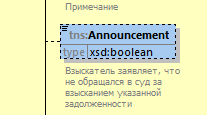 Примечание
tns:Announcement
type xsd:boolean
Взыскатель заявляет, что
не обращался в суд за
взысканием указанной
задолженности